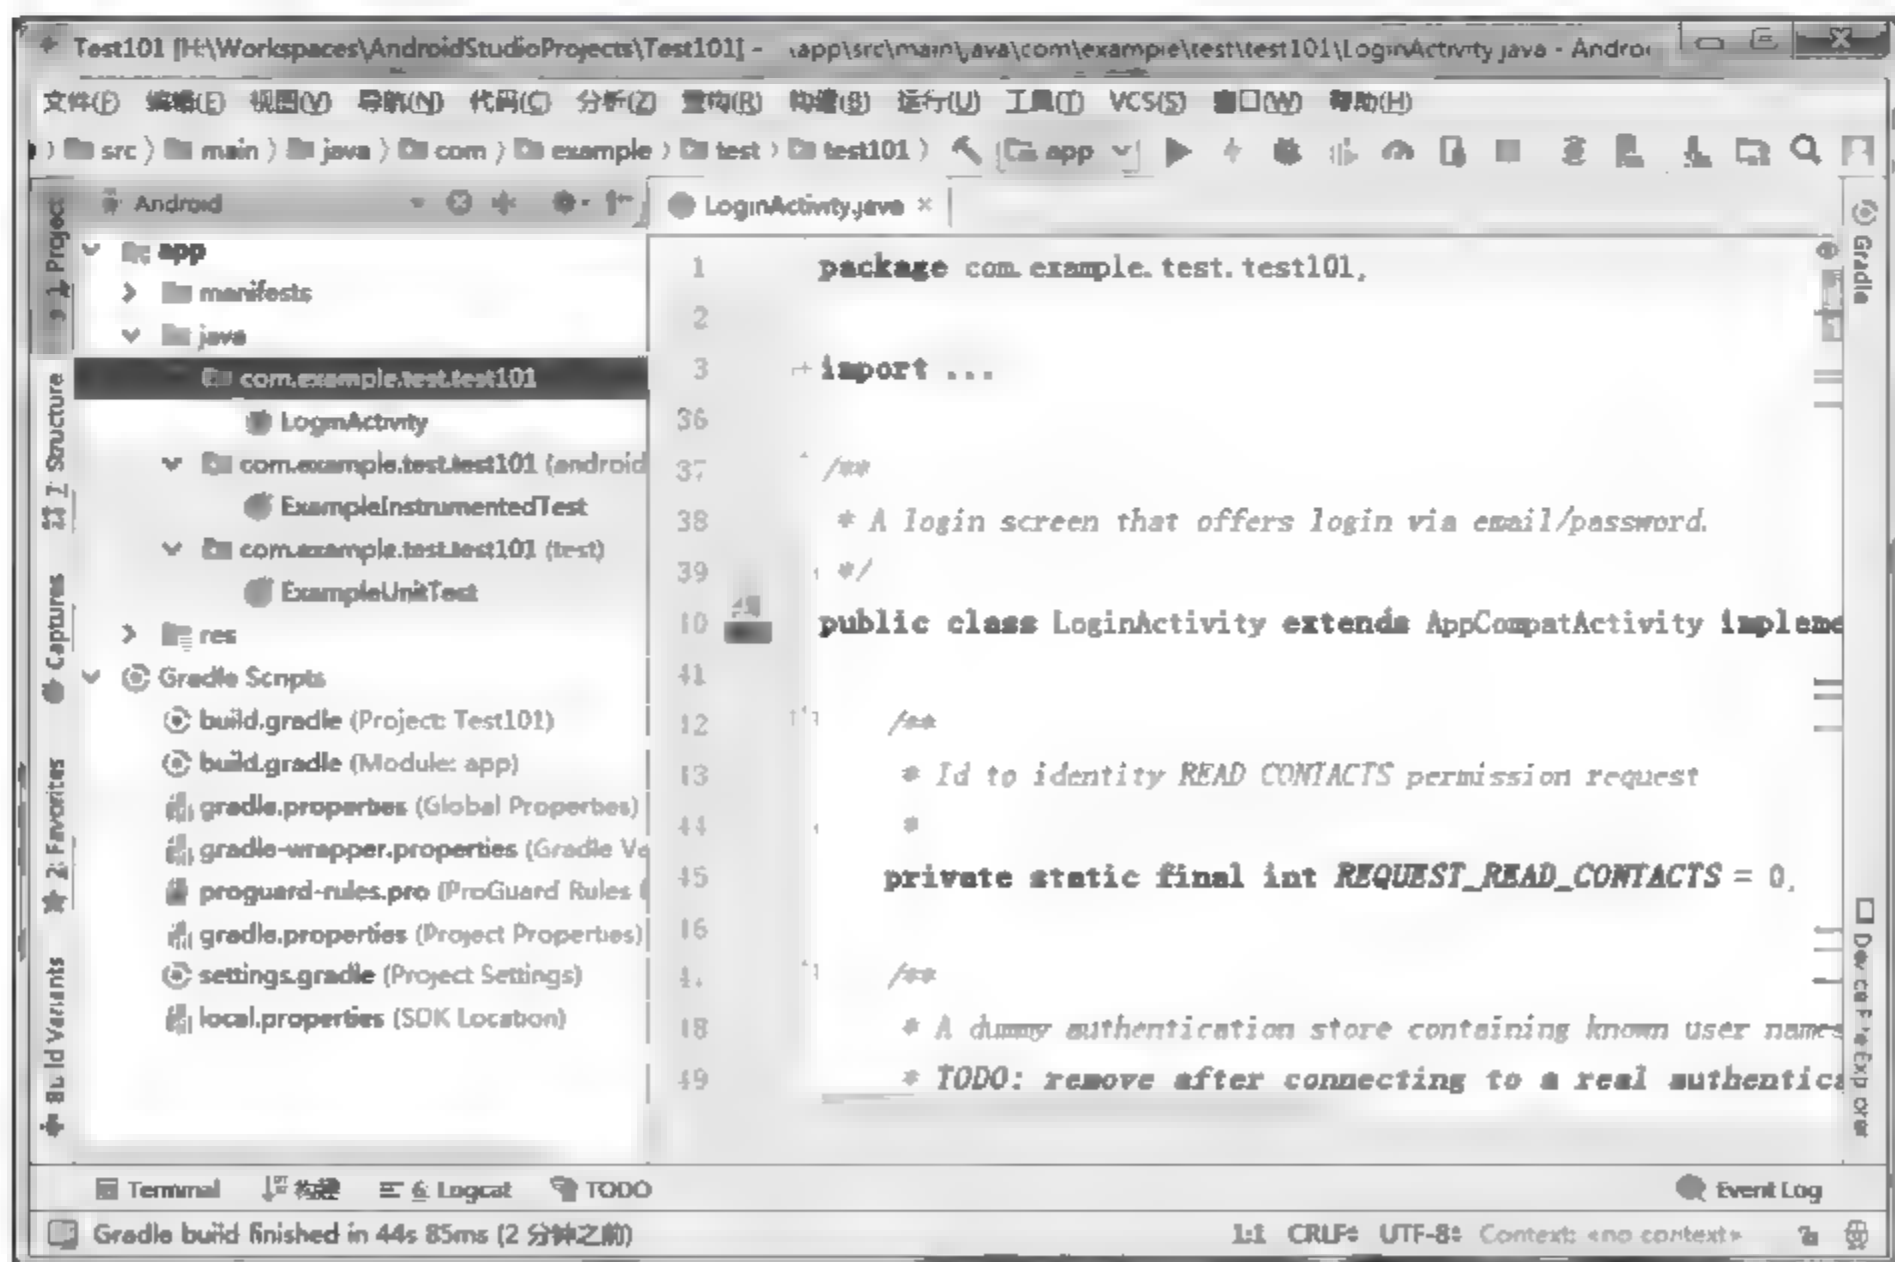 Test101 [H:\Workspaces\AndroidStudioProjects\Test101] - \app\src\main\java\com\example\test\test101\LoginActivity.java - Androi
文件(F) 编辑(E) 视图(V) 导航(N) 代码(C) 分析(Z) 重构(R) 构建(B) 运行(U) 工具(T) VCS(S) 窗口(W) 帮助(H)
src main java com example test test101 app
Android
LoginActivity.java
1: Project
7: Structure
Captures
2: Favorites
Build Variants
app
manifests
java
com.example.test.test101
LoginActivity
com.example.test.test101 (android
ExampleInstrumentedTest
com.example.test.test101 (test)
ExampleUnitTest
res
Gradle Scripts
build.gradle (Project: Test101)
build.gradle (Module: app)
gradle.properties (Global Properties)
gradle-wrapper.properties (Gradle Ve
proguard-rules.pro (ProGuard Rules
gradle.properties (Project Properties)
settings.gradle (Project Settings)
local.properties (SDK Location)
1 package com.example.test.test101;
2
3 import ...
36
37 /**
38 * A login screen that offers login via email/password.
39 */
40 public class LoginActivity extends AppCompatActivity impleme
41
42 /**
43 * Id to identity READ_CONTACTS permission request
44 *
45 private static final int REQUEST_READ_CONTACTS = 0;
46
47 /**
48 * A dummy authentication store containing known user names
49 * TODO: remove after connecting to a real authentica
Gradle
Device File Explorer
Terminal 构建 6: Logcat TODO Event Log
Gradle build finished in 44s 85ms (2 分钟之前) 1:1 CRLF UTF-8 Context: <no context>